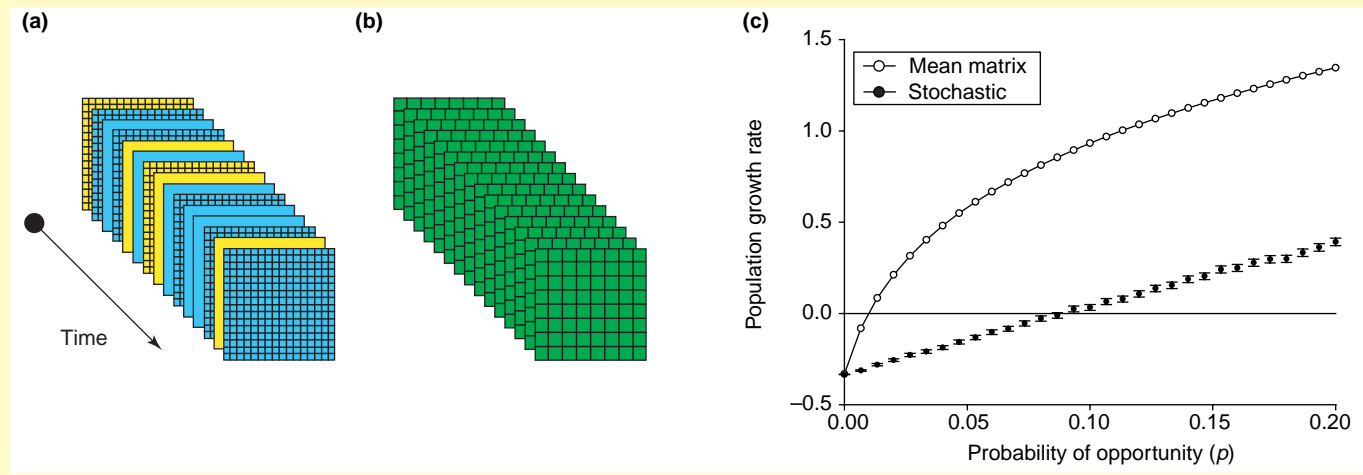 (a)
(b)
(c)
Time
Population growth rate
1.5
1.0
0.5
0.0
–0.5
Mean matrix
Stochastic
0.00
0.05
0.10
0.15
0.20
Probability of opportunity (p)